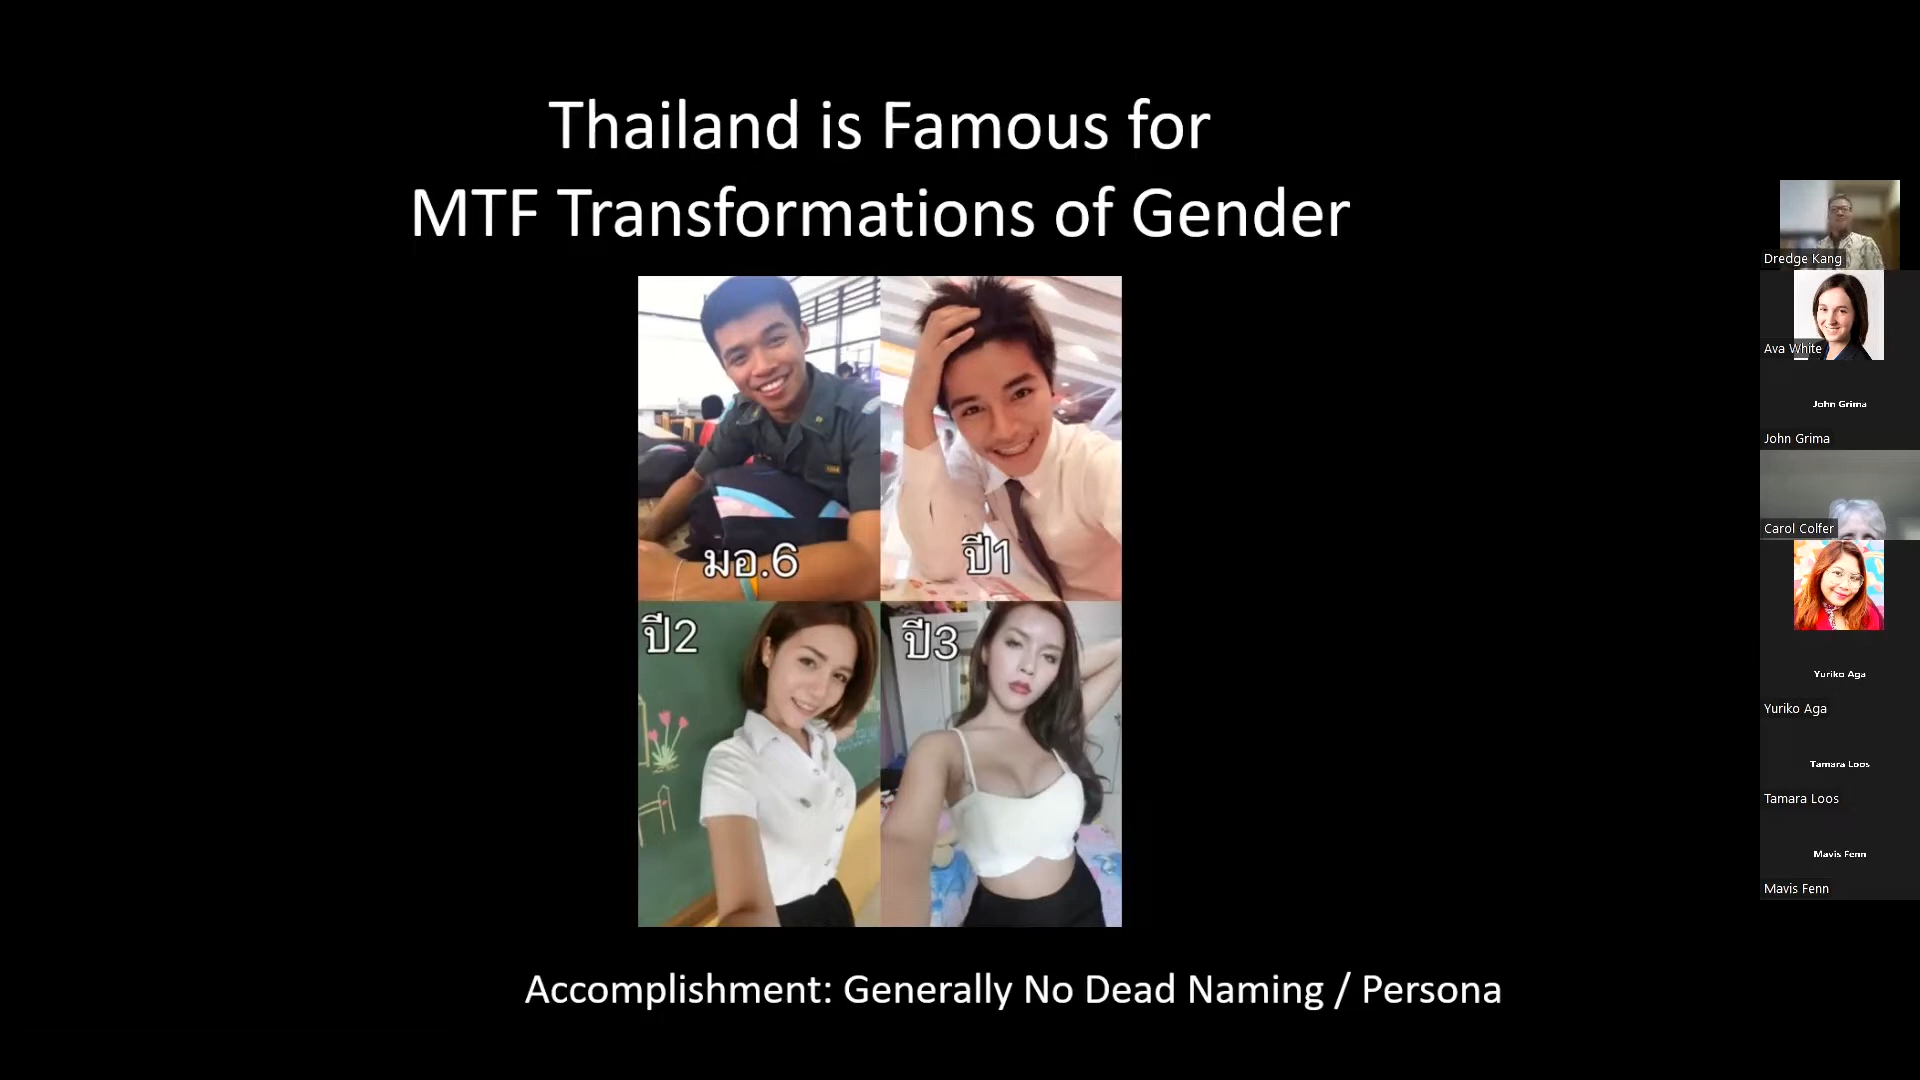 Thailand is Famous for
MTF Transformations of Gender
มอ.6
ปี1
ปี2
ปี3
Accomplishment: Generally No Dead Naming / Persona
Dredge Kang
Ava White
John Grima
John Grima
Carol Colfer
Yuriko Aga
Yuriko Aga
Tamara Loos
Tamara Loos
Mavis Fenn
Mavis Fenn